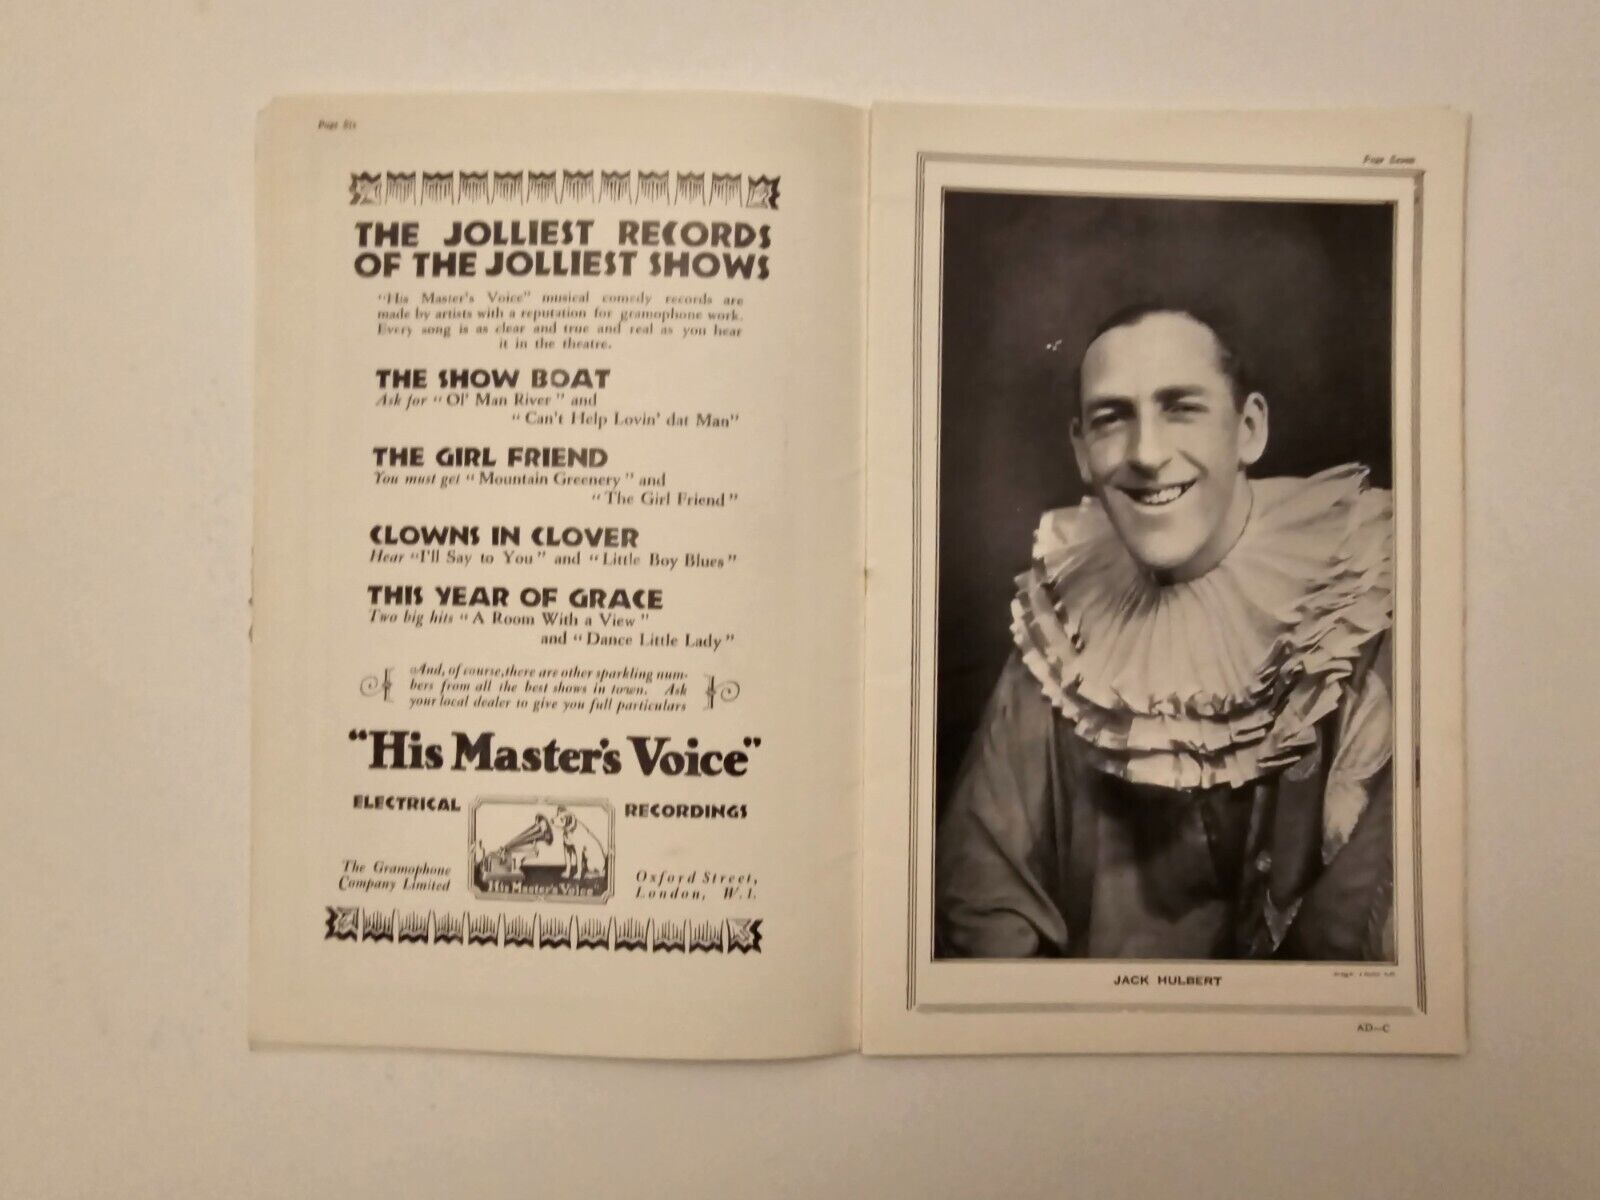 Page Six
THE JOLLIEST RECORDS
OF THE JOLLIEST SHOWS
"His Master's Voice" musical comedy records are
made by artists with a reputation for gramophone work.
Every song is as clear and true and real as you hear
it in the theatre.
THE SHOW BOAT
Ask for "Ol' Man River" and
"Can't Help Lovin' dat Man"
THE GIRL FRIEND
You must get "Mountain Greenery" and
"The Girl Friend"
CLOWNS IN CLOVER
Hear "I'll Say to You" and "Little Boy Blues"
THIS YEAR OF GRACE
Two big hits "A Room With a View"
and "Dance Little Lady"
And, of course, there are other sparkling num-
bers from all the best shows in town. Ask
your local dealer to give you full particulars
"His Master's Voice"
ELECTRICAL RECORDINGS
"His Master's Voice"
The Gramophone
Company Limited
Oxford Street,
London, W.1.
Page Seven
JACK HULBERT
AD—C